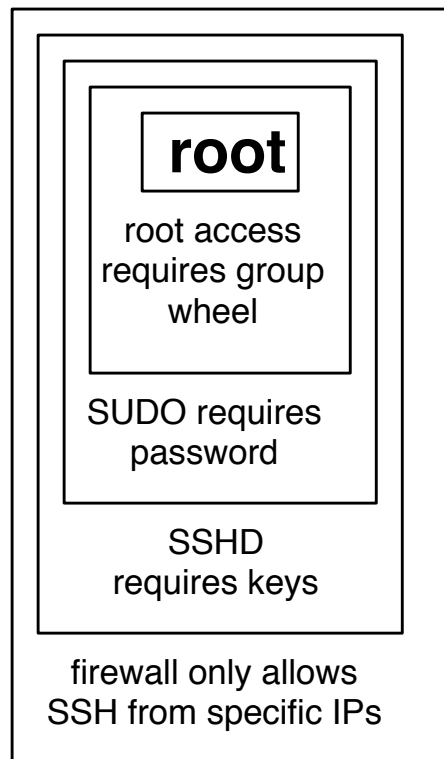 root
root access
requires group
wheel
SUDO requires
password
SSHD
requires keys
firewall only allows
SSH from specific IPs